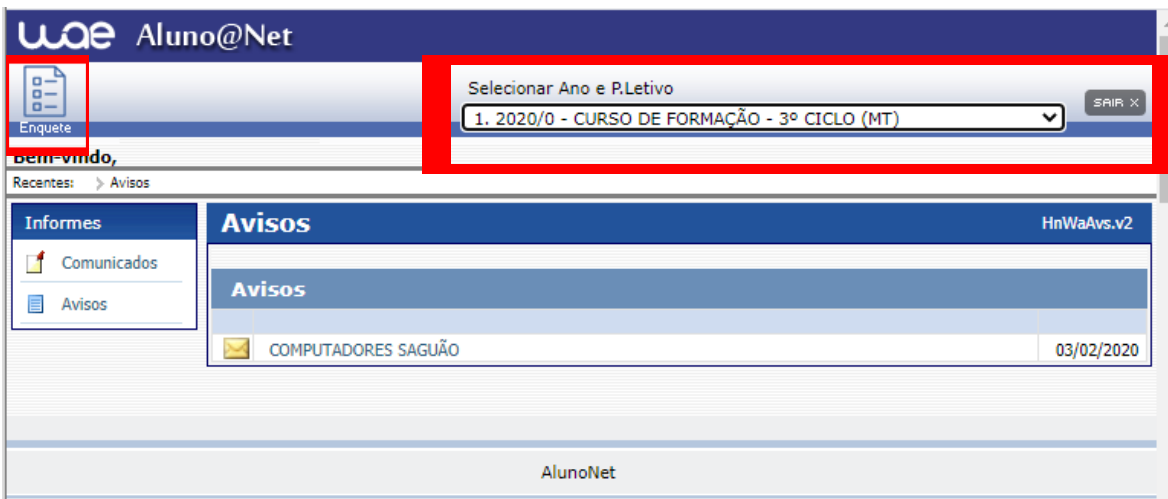 wae Aluno@Net
Selecionar Ano e P.Letivo
SAIR X
1. 2020/0 - CURSO DE FORMAÇÃO - 3º CICLO (MT)
Enquete
Bem-vindo,
Recentes: > Avisos
Informes
Avisos HnWaAvs.v2
Comunicados
Avisos
Avisos
COMPUTADORES SAGUÃO 03/02/2020
AlunoNet